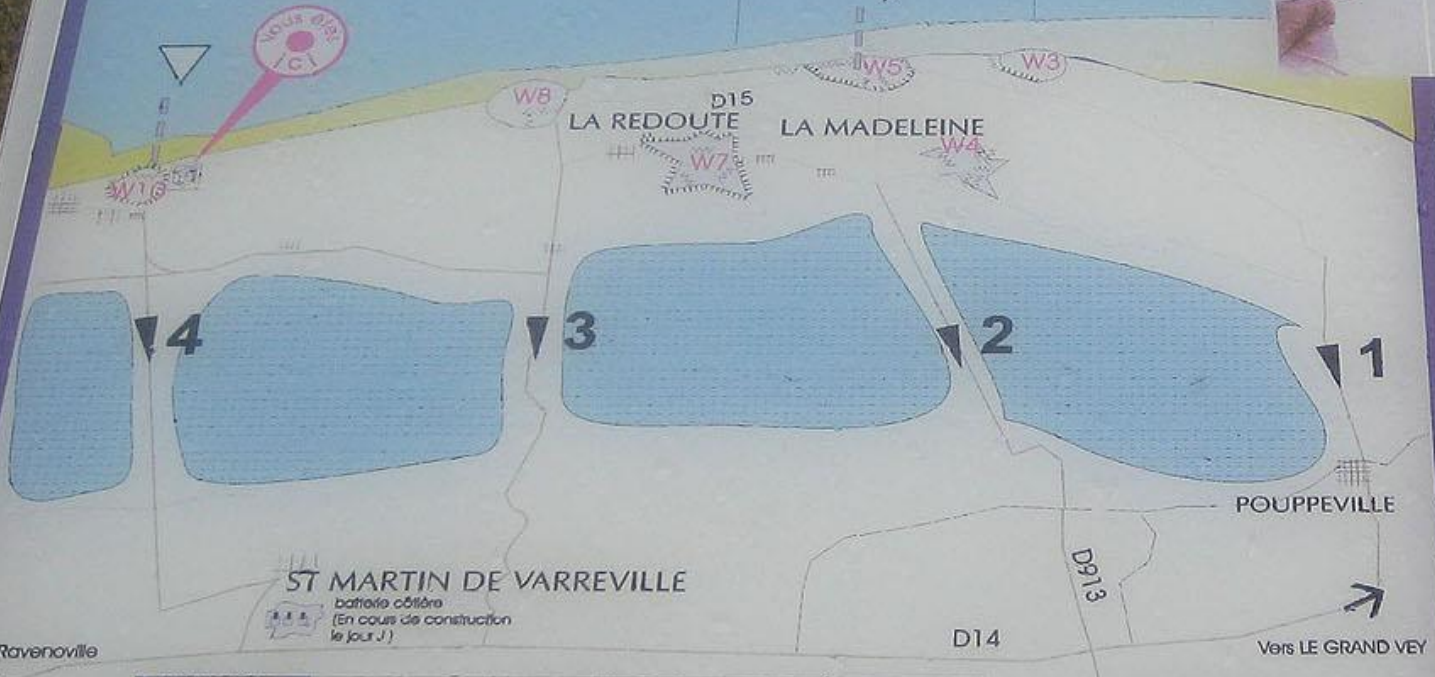 Vous êtes
ici
W8
W5
W3
D15
LA REDOUTE
LA MADELEINE
W7
W4
W10
4
3
2
1
POUPPEVILLE
ST MARTIN DE VARREVILLE
batterie côtière
(En cours de construction
le jour J)
D913
D14
Ravenoville
Vers LE GRAND VEY